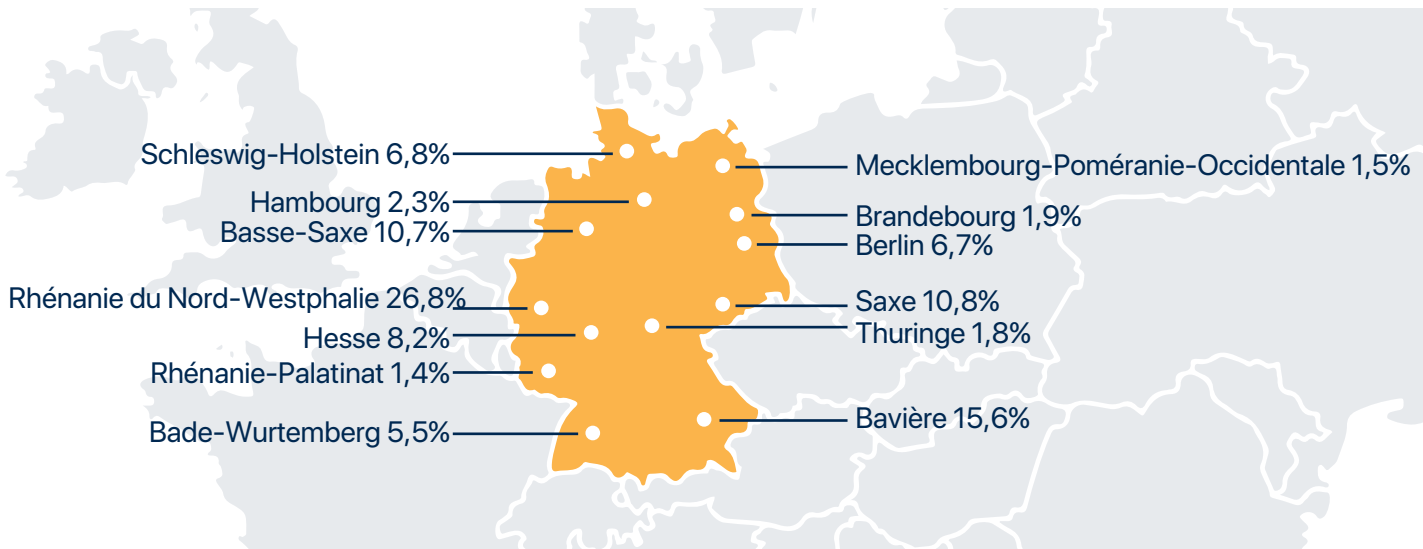 Schleswig-Holstein 6,8%
Hambourg 2,3%
Basse-Saxe 10,7%
Rhénanie du Nord-Westphalie 26,8%
Hesse 8,2%
Rhénanie-Palatinat 1,4%
Bade-Wurtemberg 5,5%
Mecklembourg-Poméranie-Occidentale 1,5%
Brandebourg 1,9%
Berlin 6,7%
Saxe 10,8%
Thuringe 1,8%
Bavière 15,6%